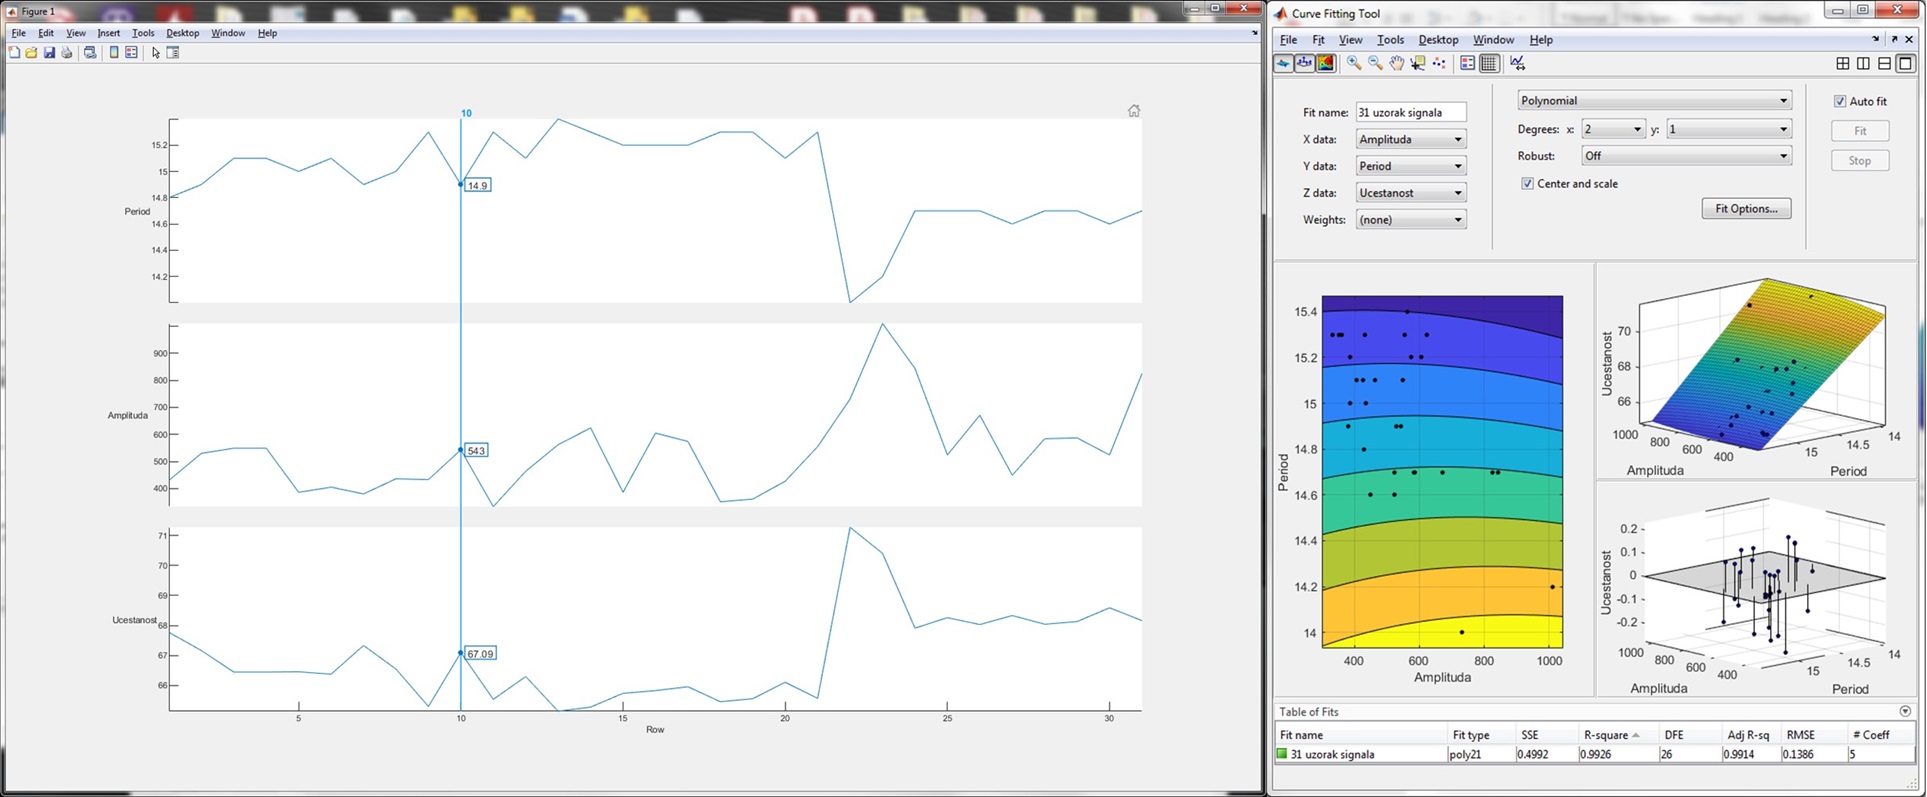 Figure 1
File Edit View Insert Tools Desktop Window Help
10
15.2
15
14.8
14.6
14.4
14.2
Period
14.9
900
800
700
600
500
400
Amplituda
543
71
70
69
68
67
66
Ucestanost
67.09
5 10 15 20 25 30
Row
Curve Fitting Tool
File Fit View Tools Desktop Window Help
Fit name: 31 uzorak signala
X data: Amplituda
Y data: Period
Z data: Ucestanost
Weights: (none)
Polynomial
Degrees: x: 2 y: 1
Robust: Off
Center and scale
Fit Options...
Auto fit
Fit
Stop
15.4
15.2
15
14.8
14.6
14.4
14.2
14
Period
400 600 800 1000
Amplituda
70
68
66
Ucestanost
1000 800 600 400
Amplituda
15 14.5 14
Period
0.2
0.1
0
-0.1
-0.2
Ucestanost
1000 800 600 400
Amplituda
15 14.5 14
Period
Table of Fits
Fit name Fit type SSE R-square DFE Adj R-sq RMSE # Coeff
31 uzorak signala poly21 0.4992 0.9926 26 0.9914 0.1386 5